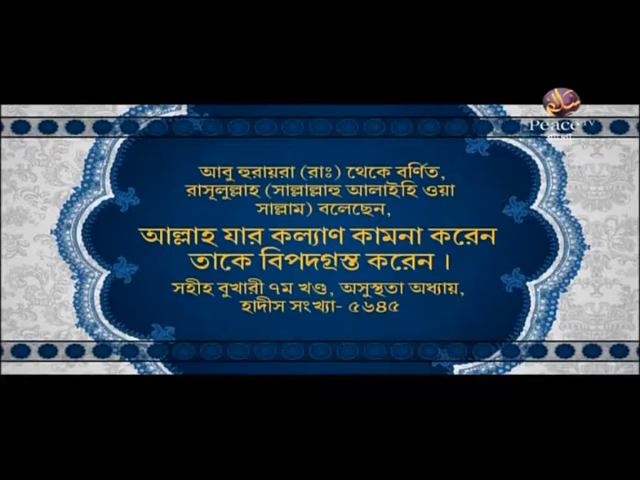 سلام
Peace TV
বাংলা
আবু হুরায়রা (রাঃ) থেকে বর্ণিত,
রাসূলুল্লাহ (সাল্লাল্লাহু আলাইহি ওয়া
সাল্লাম) বলেছেন,
আল্লাহ যার কল্যাণ কামনা করেন
তাকে বিপদগ্রস্ত করেন ।
সহীহ বুখারী ৭ম খণ্ড, অসুস্থতা অধ্যায়,
হাদীস সংখ্যা- ৫৬৪৫